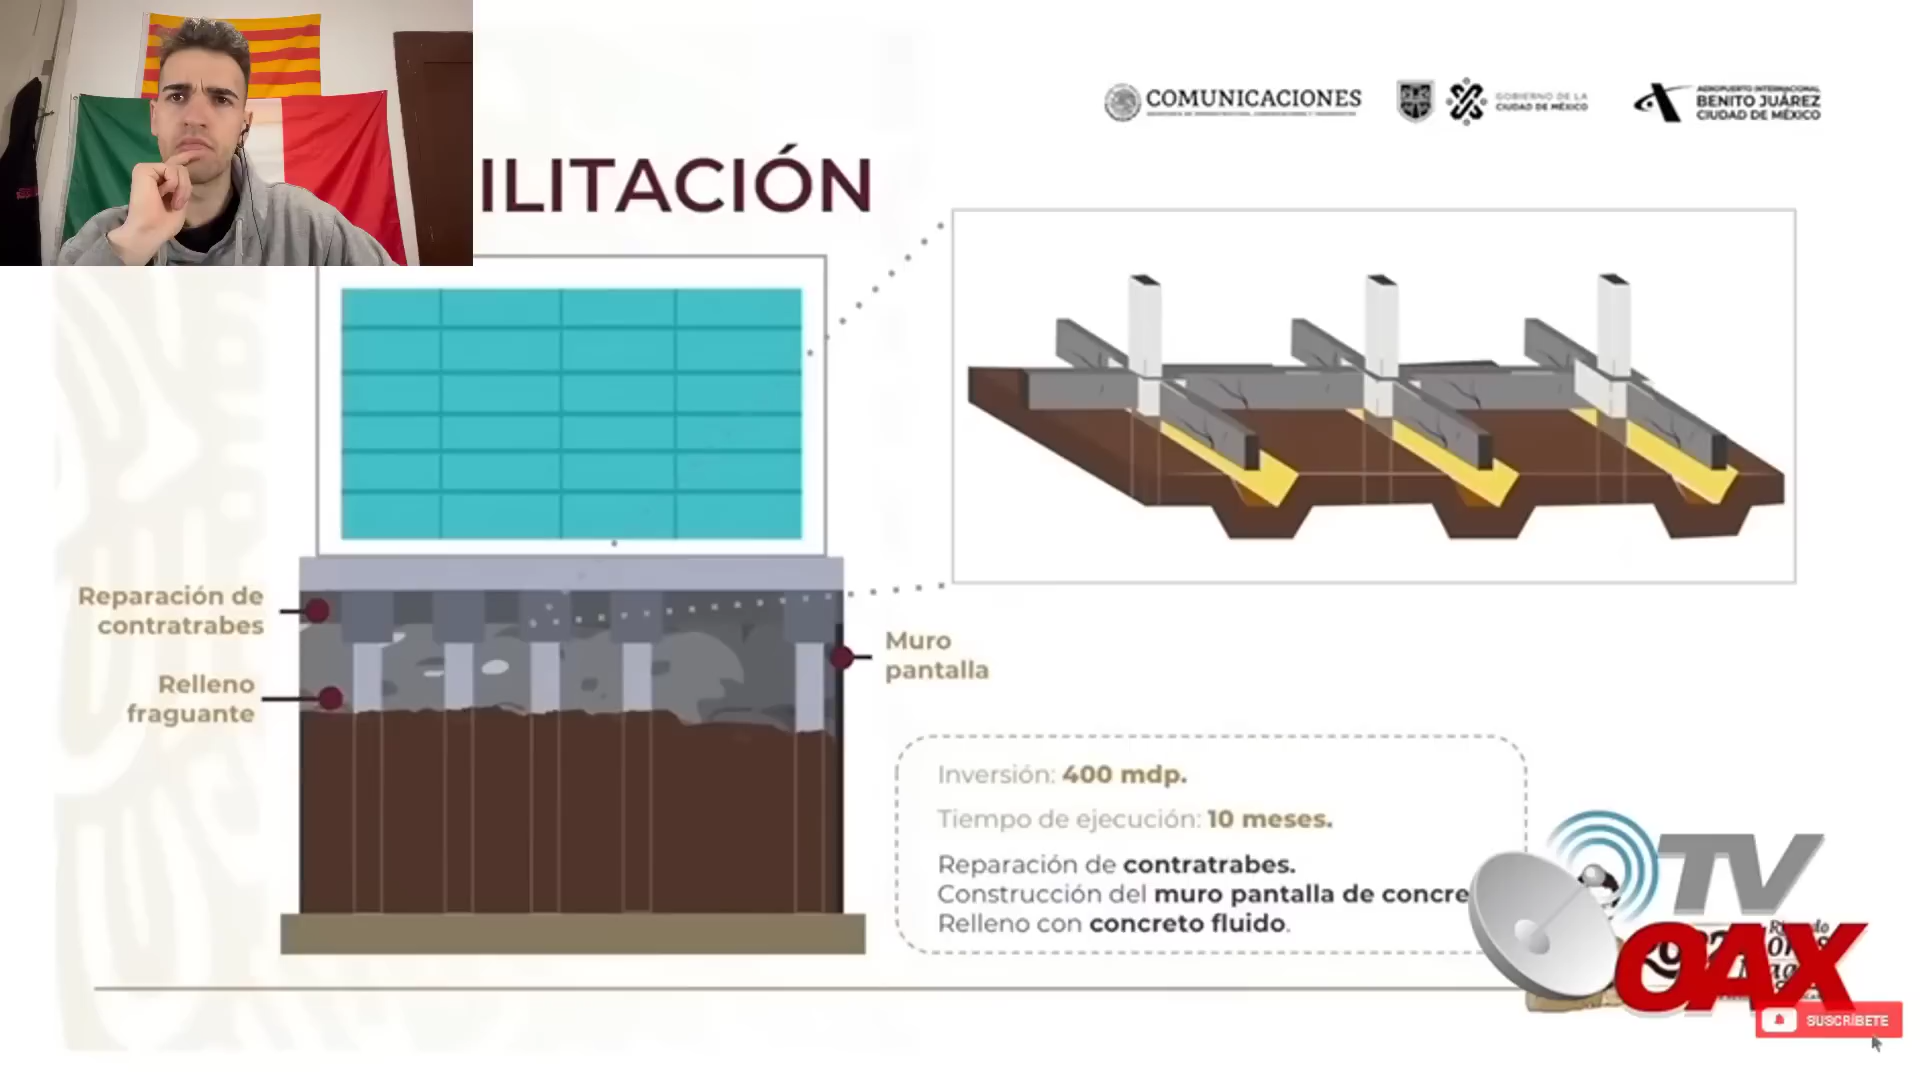 COMUNICACIONES
GOBIERNO DE LA
CIUDAD DE MÉXICO
AEROPUERTO INTERNACIONAL
BENITO JUÁREZ
CIUDAD DE MÉXICO
ILITACIÓN
Reparación de
contratrabes
Relleno
fraguante
Muro
pantalla
Inversión: 400 mdp.
Tiempo de ejecución: 10 meses.
Reparación de contratrabes.
Construcción del muro pantalla de concre
Relleno con concreto fluido.
TV
OAX
SUSCRÍBETE